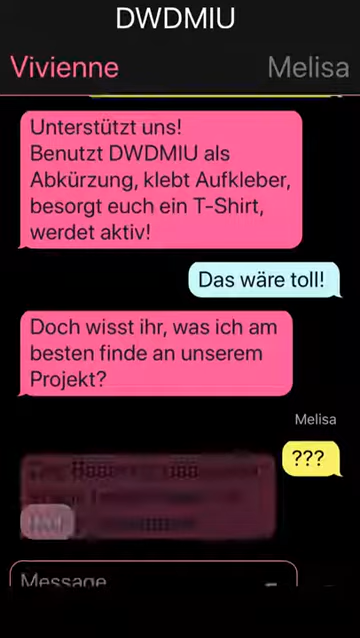 DWDMIU
Vivienne
Melisa
Unterstützt uns!
Benutzt DWDMIU als
Abkürzung, klebt Aufkleber,
besorgt euch ein T-Shirt,
werdet aktiv!
Das wäre toll!
Doch wisst ihr, was ich am
besten finde an unserem
Projekt?
Melisa
???
Message